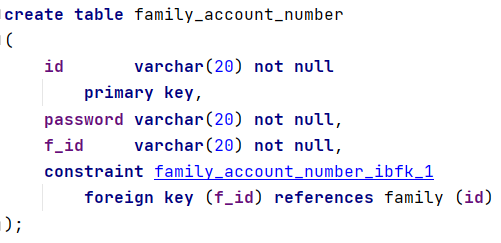 create table family_account_number
(
    id       varchar(20) not null
        primary key,
    password varchar(20) not null,
    f_id     varchar(20) not null,
    constraint family_account_number_ibfk_1
        foreign key (f_id) references family (id)
);